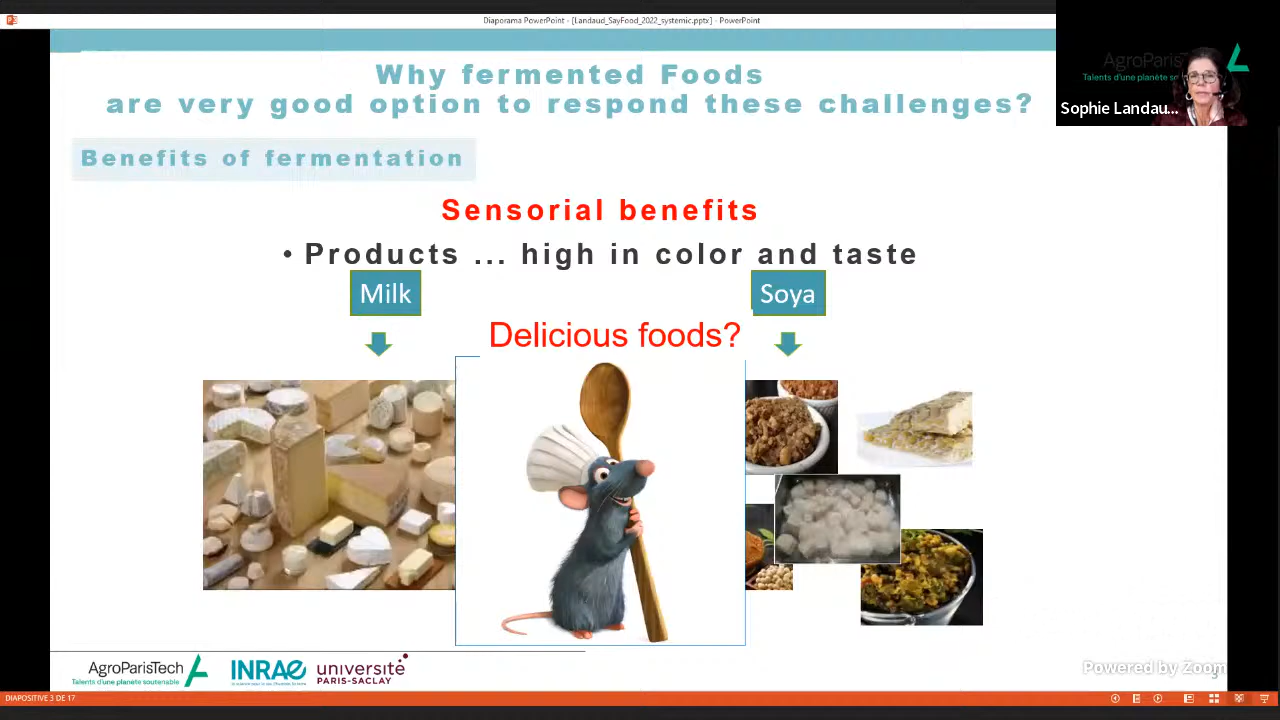 Diaporama PowerPoint - [Landaud_SayFood_2022_systemic.pptx] - PowerPoint
AgroParisTech
Sophie Landau...
Why fermented Foods
are very good option to respond these challenges?
Benefits of fermentation
Sensorial benefits
• Products ... high in color and taste
Milk
Soya
Delicious foods?
AgroParisTech
Talents d'une planète soutenable
INRAE
université
PARIS-SACLAY
Powered by Zoom
DIAPOSITIVE 3 DE 17